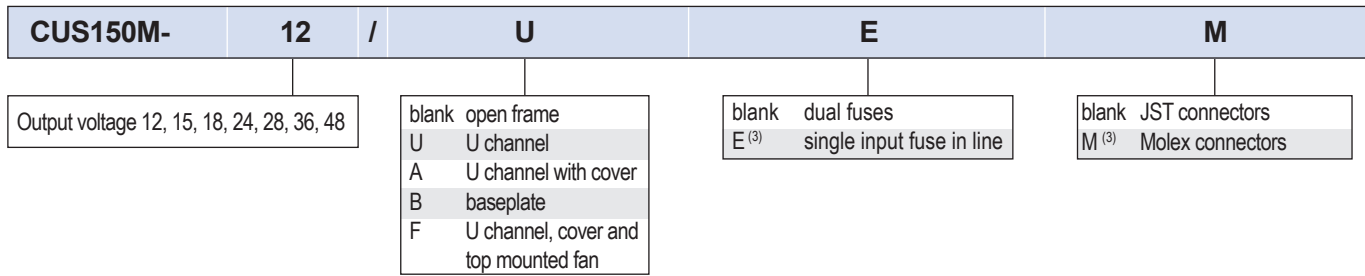 CUS150M- 12 / U E M
Output voltage 12, 15, 18, 24, 28, 36, 48
blank open frame
U U channel
A U channel with cover
B baseplate
F U channel, cover and
top mounted fan
blank dual fuses
E (3) single input fuse in line
blank JST connectors
M (3) Molex connectors